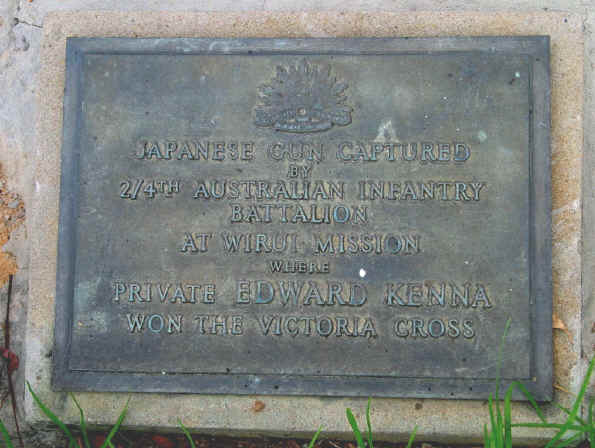 JAPANESE GUN CAPTURED
BY
2/4TH AUSTRALIAN INFANTRY
BATTALION
AT WIRUI MISSION
WHERE
PRIVATE EDWARD KENNA
WON THE VICTORIA CROSS